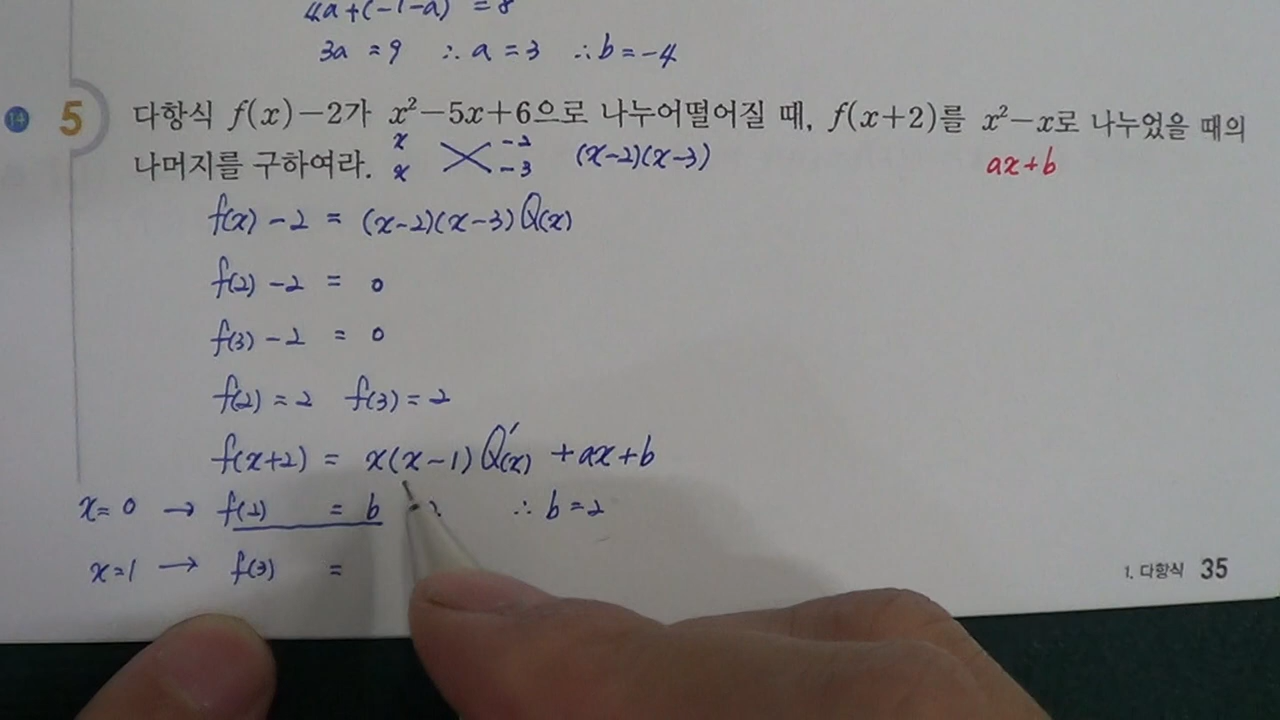 4a+(-1-a) = 8
3a = 9 ∴ a = 3 ∴ b = -4
14 5 다항식 f(x)-2가 x²-5x+6으로 나누어떨어질 때, f(x+2)를 x²-x로 나누었을 때의
나머지를 구하여라.
x -2
x -3
(x-2)(x-3)
ax+b
f(x) -2 = (x-2)(x-3)Q(x)
f(2) -2 = 0
f(3) -2 = 0
f(2) = 2 f(3) = 2
f(x+2) = x(x-1)Q'(x) + ax+b
x=0 → f(2) = b ∴ b = 2
x=1 → f(3) =
1. 다항식 35